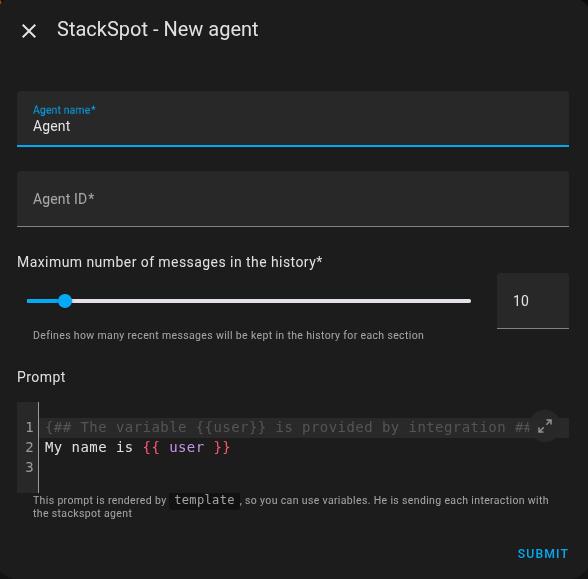 StackSpot - New agent
Agent name*
Agent
Agent ID*
Maximum number of messages in the history*
10
Defines how many recent messages will be kept in the history for each section
Prompt
1 {## The variable {{user}} is provided by integration ##
2 My name is {{ user }}
3
This prompt is rendered by template, so you can use variables. He is sending each interaction with
the stackspot agent
SUBMIT